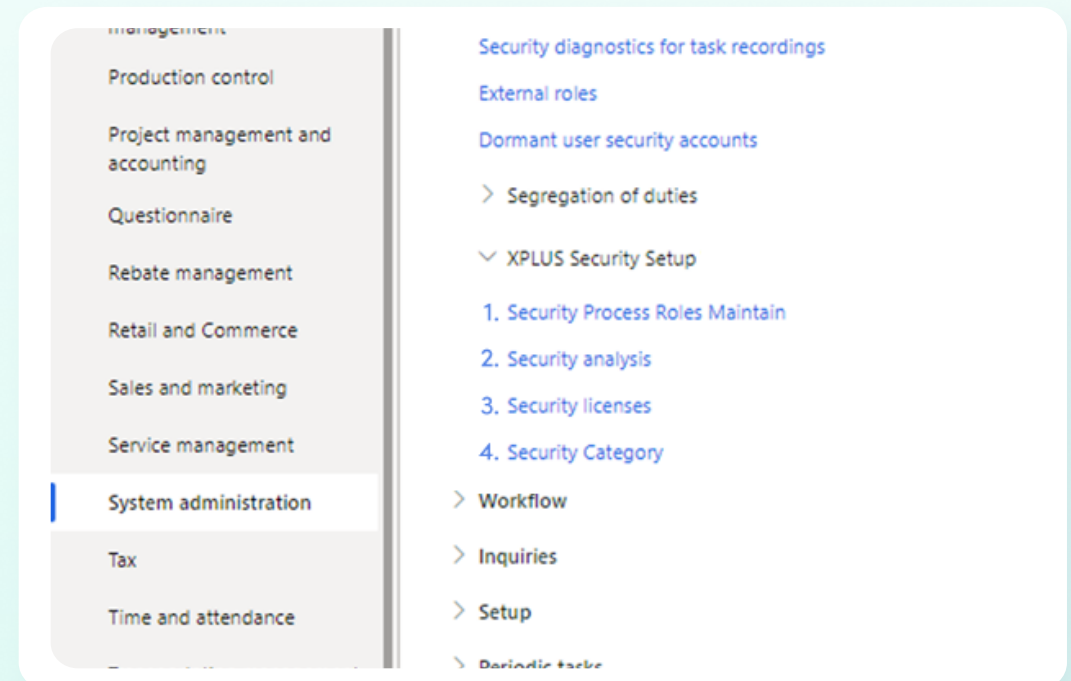 management
Production control
Project management and
accounting
Questionnaire
Rebate management
Retail and Commerce
Sales and marketing
Service management
System administration
Tax
Time and attendance
Security diagnostics for task recordings
External roles
Dormant user security accounts
Segregation of duties
XPLUS Security Setup
1. Security Process Roles Maintain
2. Security analysis
3. Security licenses
4. Security Category
Workflow
Inquiries
Setup
Periodic tasks